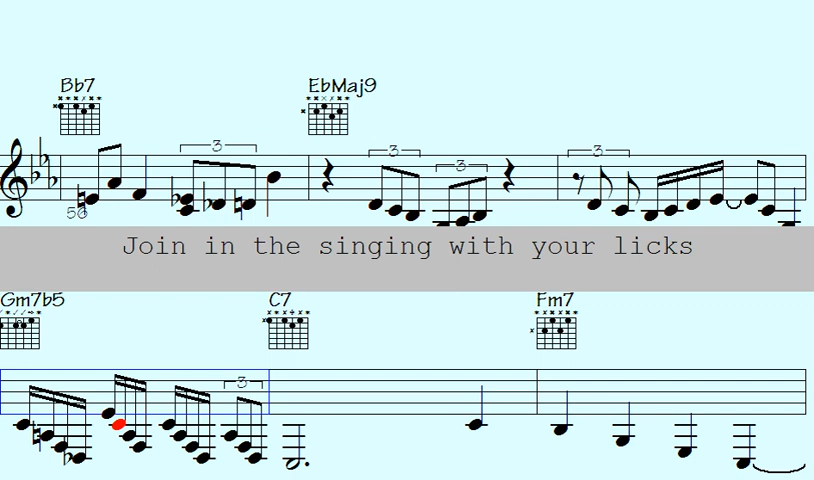 Bb7 EbMaj9
3 3 3 3
56
Join in the singing with your licks
Gm7b5 C7 Fm7
3